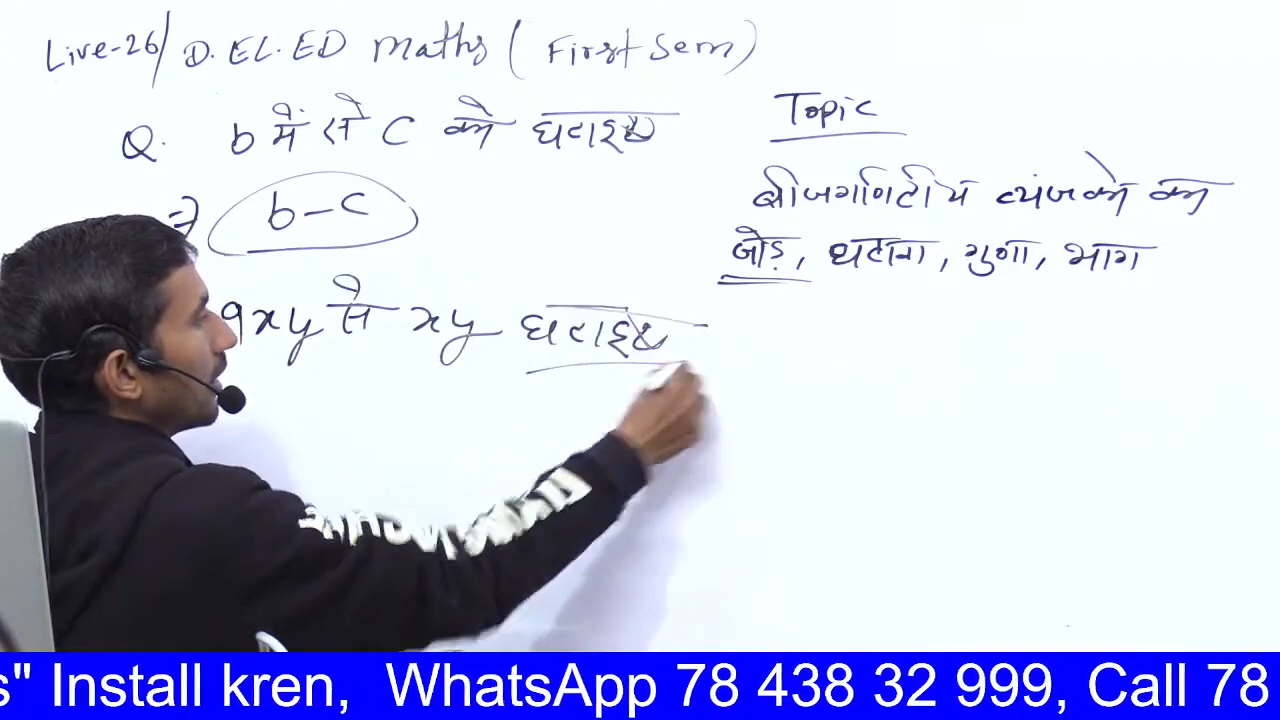 Live-26/ D.EL.ED Maths ( First Sem )
Q. b में से c को घटाइए
⇒ b-c
9xy से xy घटाइए
Topic
बीजगणितीय व्यंजको का
जोड़, घटाना, गुणा, भाग
s" Install kren, WhatsApp 78 438 32 999, Call 78